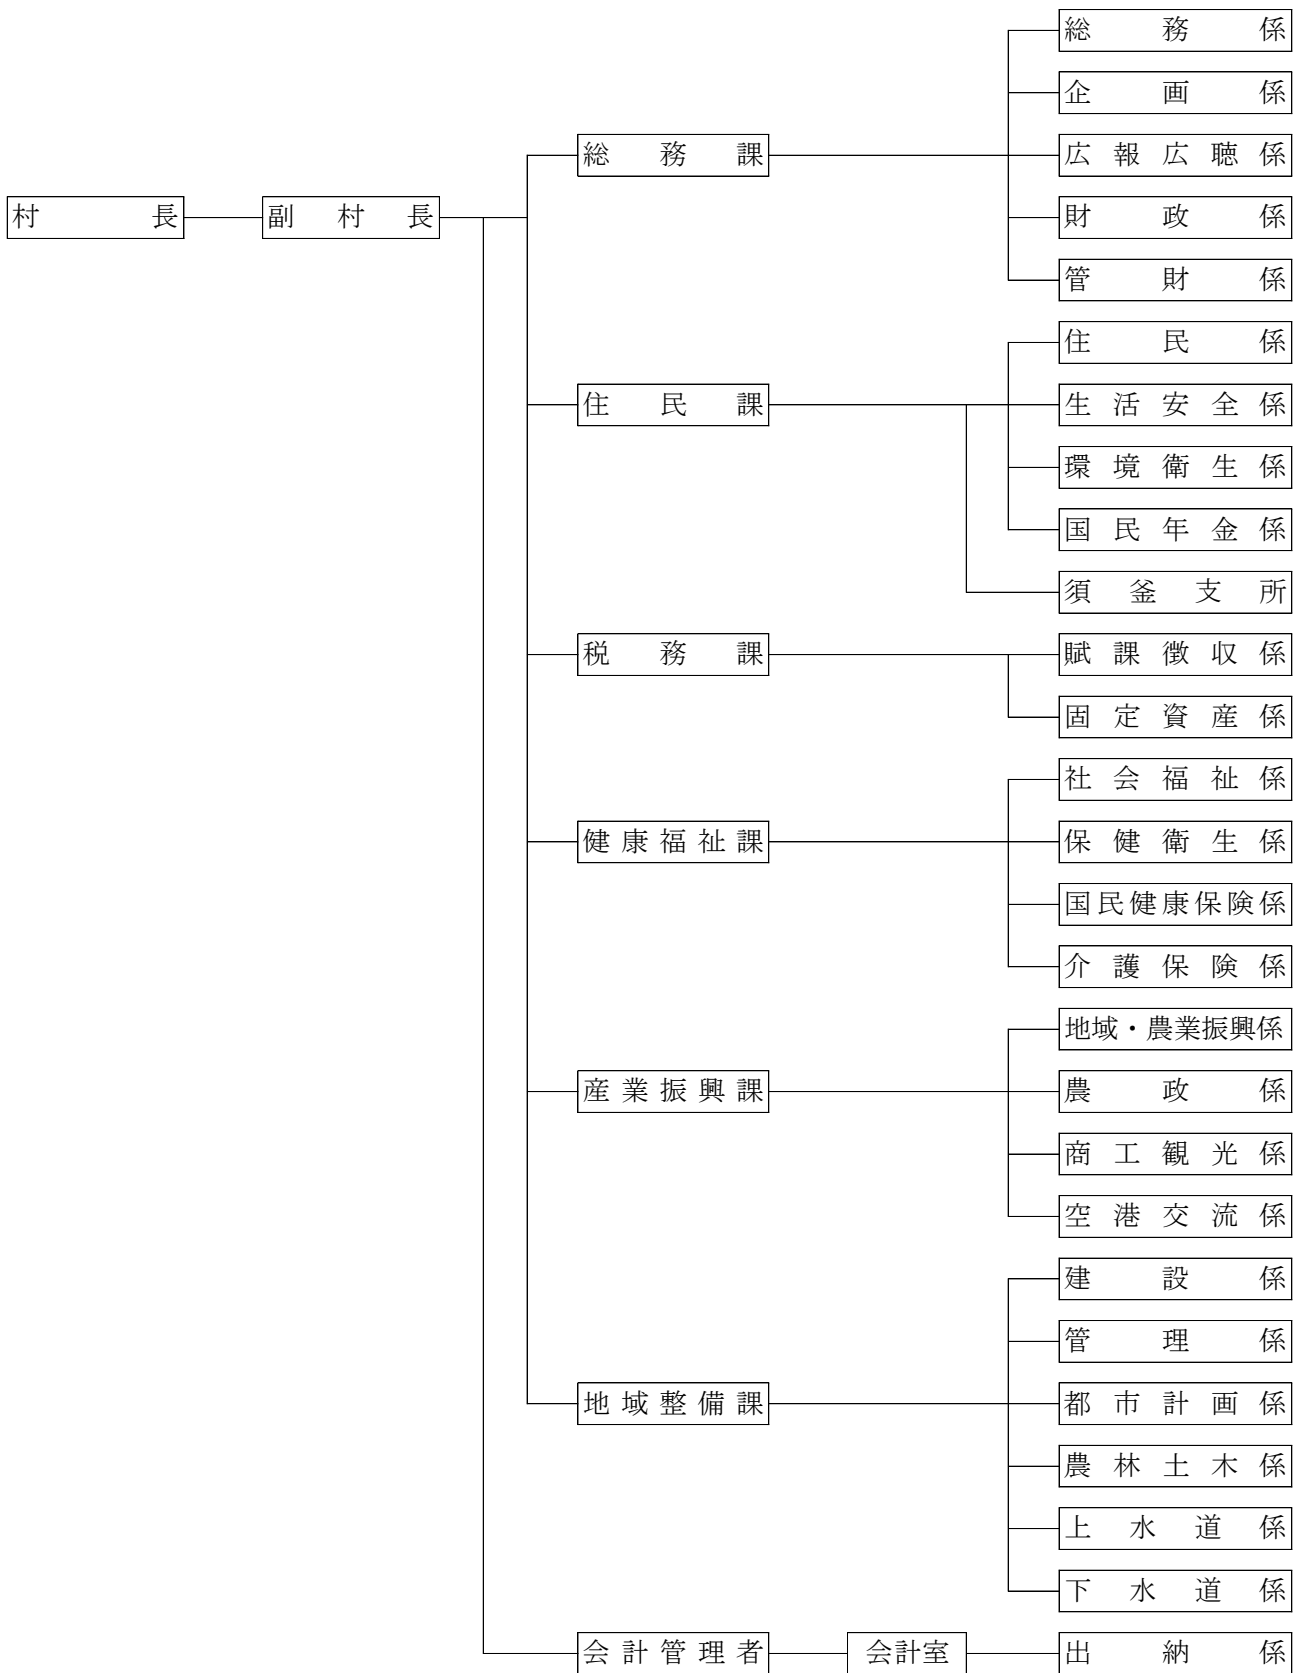 総務係
企画係
総務課
広報広聴係
村長
副村長
財政係
管財係
住民係
住民課
生活安全係
環境衛生係
国民年金係
須釜支所
税務課
賦課徴収係
固定資産係
社会福祉係
健康福祉課
保健衛生係
国民健康保険係
介護保険係
地域・農業振興係
産業振興課
農政係
商工観光係
空港交流係
建設係
管理係
地域整備課
都市計画係
農林土木係
上水道係
下水道係
会計管理者
会計室
出納係